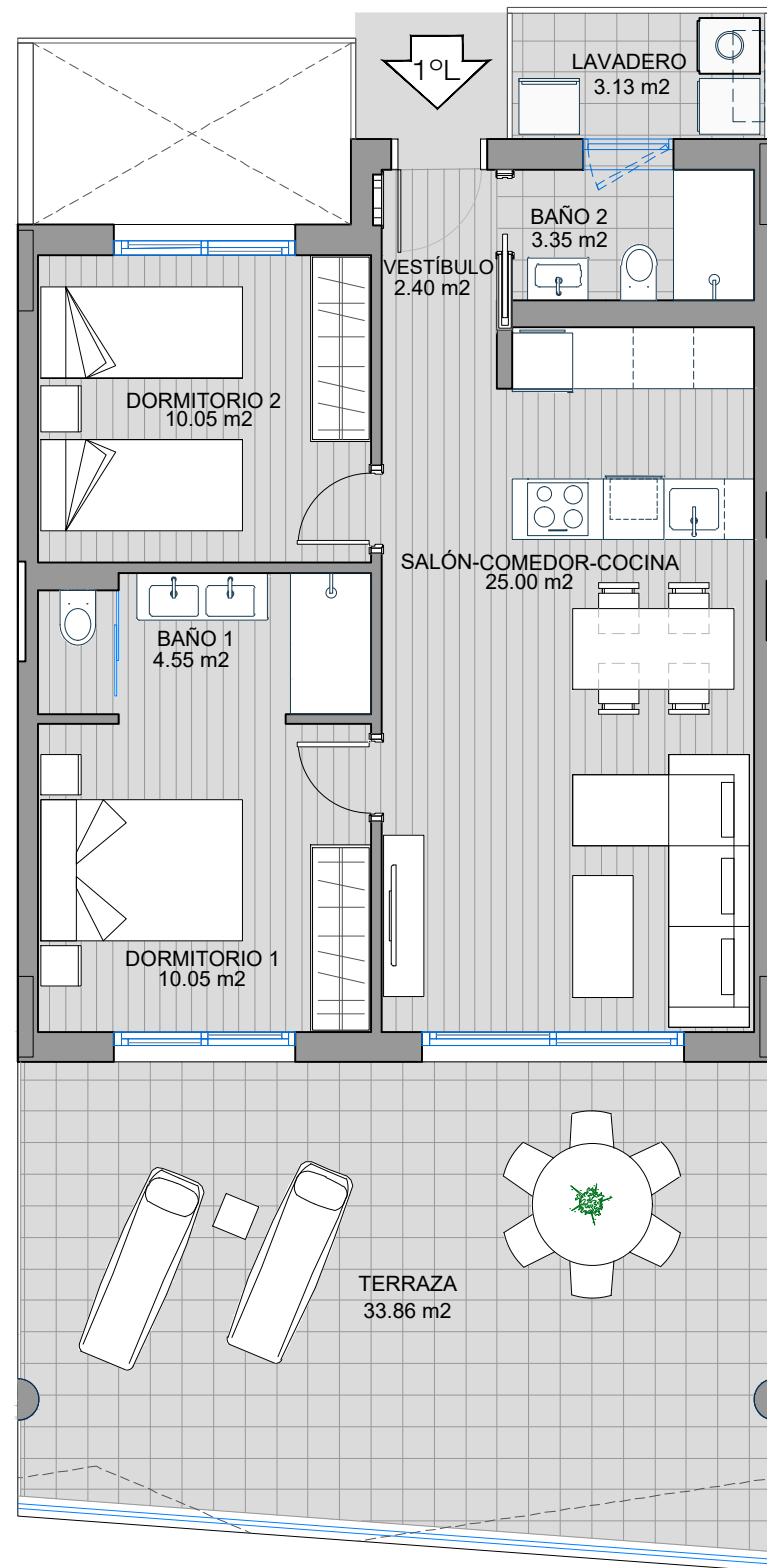 1ºL
LAVADERO
3.13 m2
BAÑO 2
3.35 m2
VESTÍBULO
2.40 m2
DORMITORIO 2
10.05 m2
SALÓN-COMEDOR-COCINA
25.00 m2
BAÑO 1
4.55 m2
DORMITORIO 1
10.05 m2
TERRAZA
33.86 m2